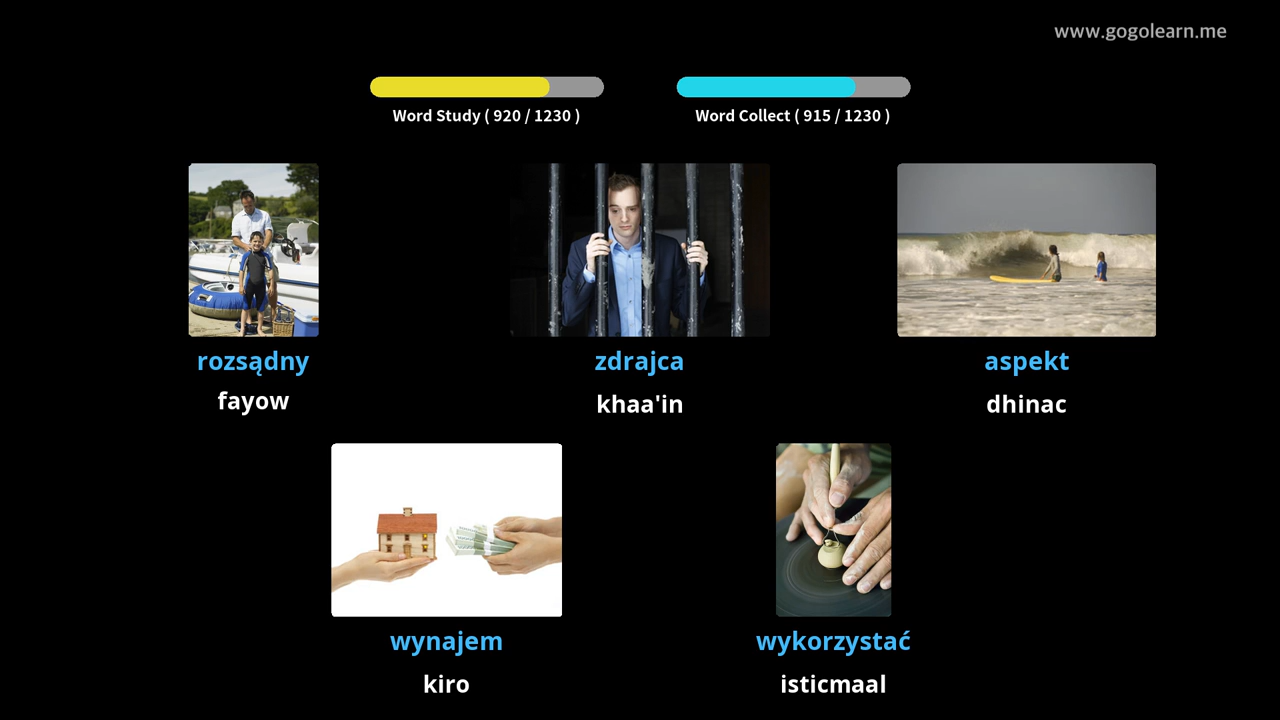 www.gogolearn.me
Word Study ( 920 / 1230 )
Word Collect ( 915 / 1230 )
rozsądny
fayow
zdrajca
khaa'in
aspekt
dhinac
wynajem
kiro
wykorzystać
isticmaal